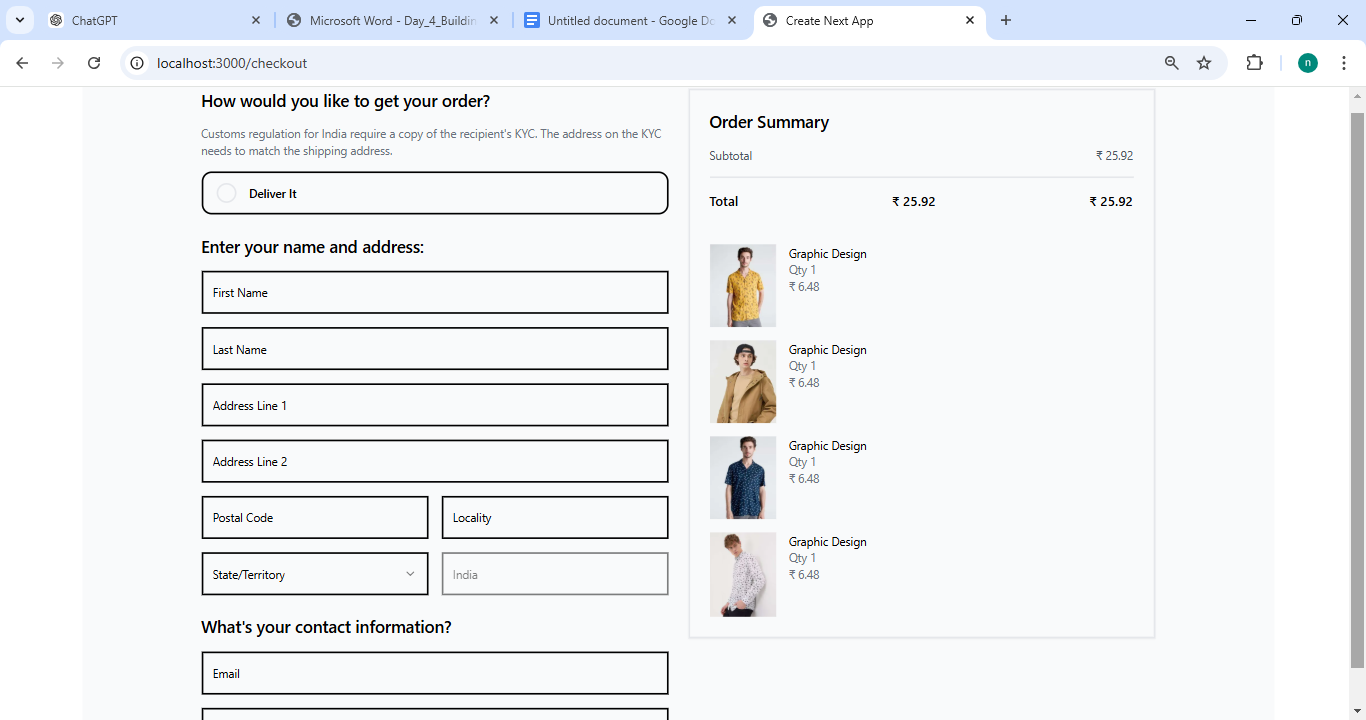 ChatGPT
Microsoft Word - Day_4_Buildin
Untitled document - Google Do
Create Next App
localhost:3000/checkout
n
How would you like to get your order?
Customs regulation for India require a copy of the recipient's KYC. The address on the KYC
needs to match the shipping address.
Deliver It
Enter your name and address:
First Name
Last Name
Address Line 1
Address Line 2
Postal Code
Locality
State/Territory
India
What's your contact information?
Email
Order Summary
Subtotal ₹ 25.92
Total ₹ 25.92 ₹ 25.92
Graphic Design
Qty 1
₹ 6.48
Graphic Design
Qty 1
₹ 6.48
Graphic Design
Qty 1
₹ 6.48
Graphic Design
Qty 1
₹ 6.48